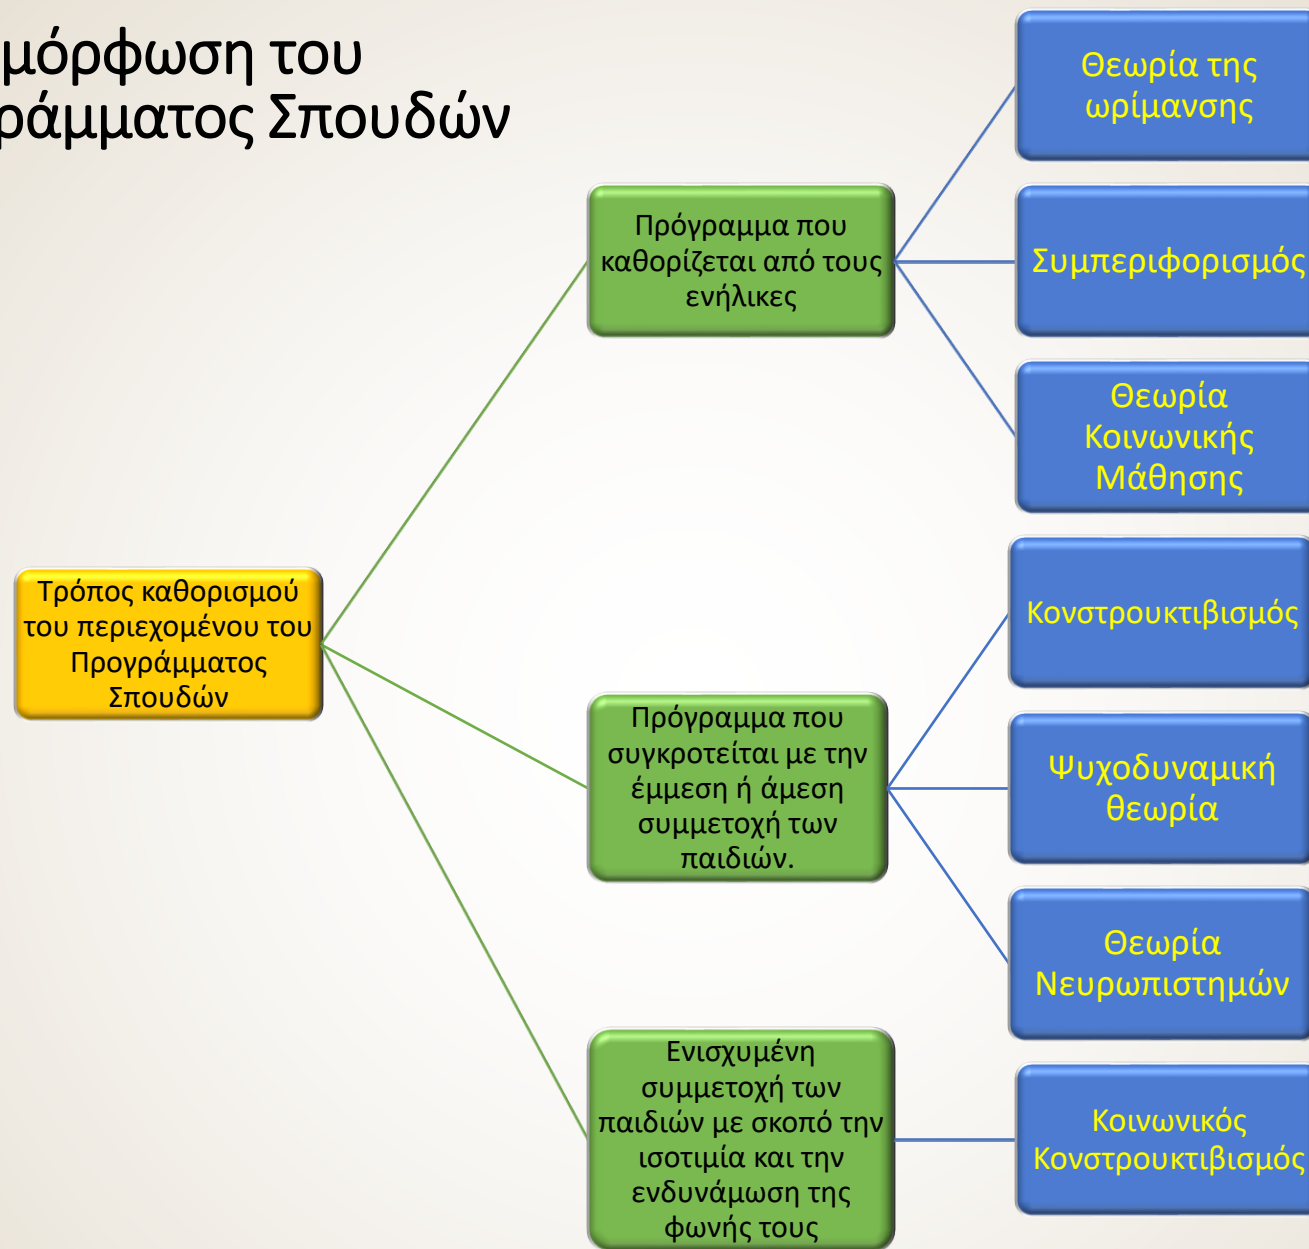 μόρφωση του
ράμματος Σπουδών
Θεωρία της
ωρίμανσης
Πρόγραμμα που
καθορίζεται από τους
ενήλικες
Συμπεριφορισμός
Θεωρία
Κοινωνικής
Μάθησης
Τρόπος καθορισμού
του περιεχομένου του
Προγράμματος
Σπουδών
Κονστρουκτιβισμός
Πρόγραμμα που
συγκροτείται με την
έμμεση ή άμεση
συμμετοχή των
παιδιών.
Ψυχοδυναμική
θεωρία
Θεωρία
Νευρωπιστημών
Ενισχυμένη
συμμετοχή των
παιδιών με σκοπό την
ισοτιμία και την
ενδυνάμωση της
φωνής τους
Κοινωνικός
Κονστρουκτιβισμός